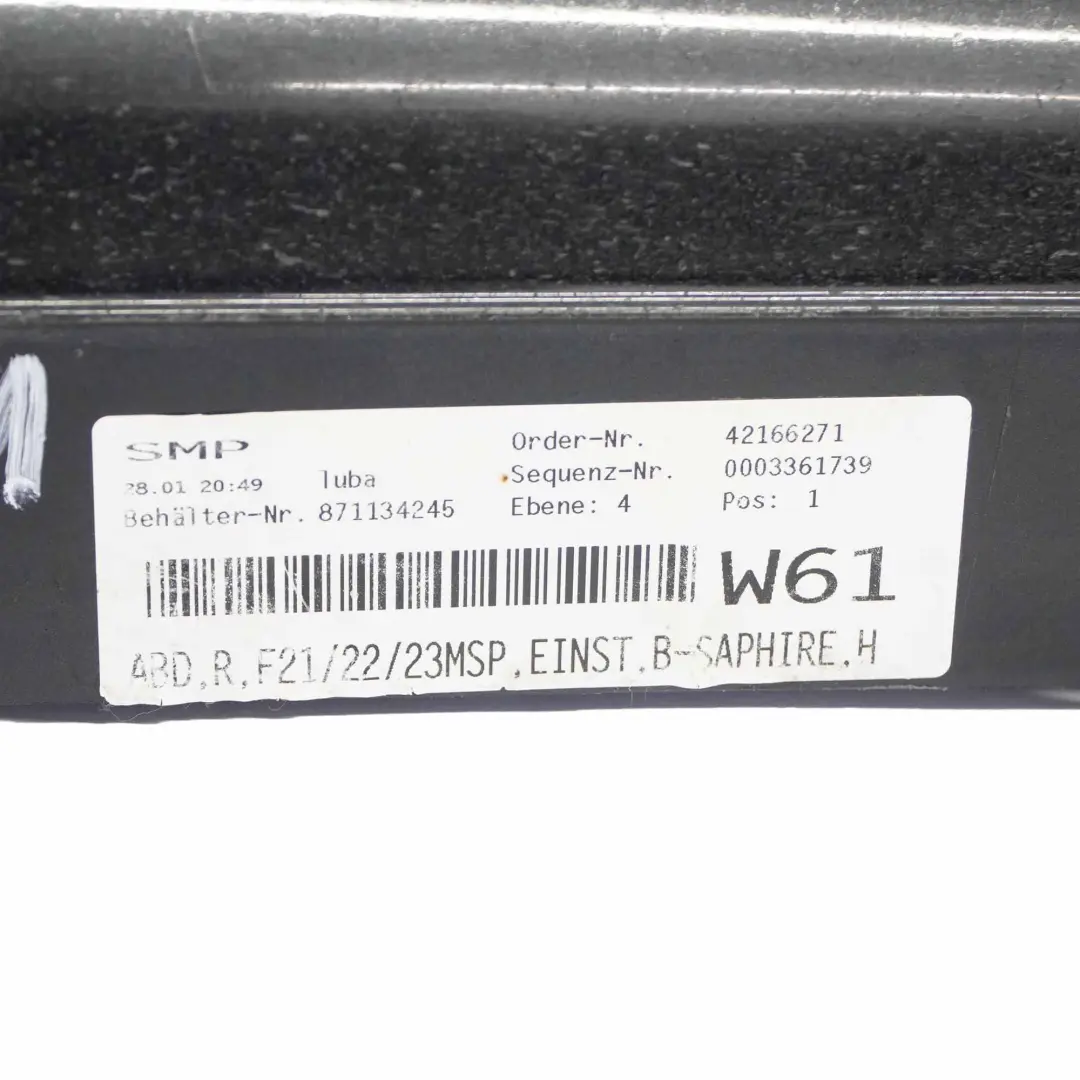 1
SMP
28.01 20:49 luba
Behälter-Nr. 871134245
Order-Nr. 42166271
Sequenz-Nr. 0003361739
Ebene: 4 Pos: 1
W61
ABD,R,F21/22/23MSP,EINST.B-SAPHIRE,H